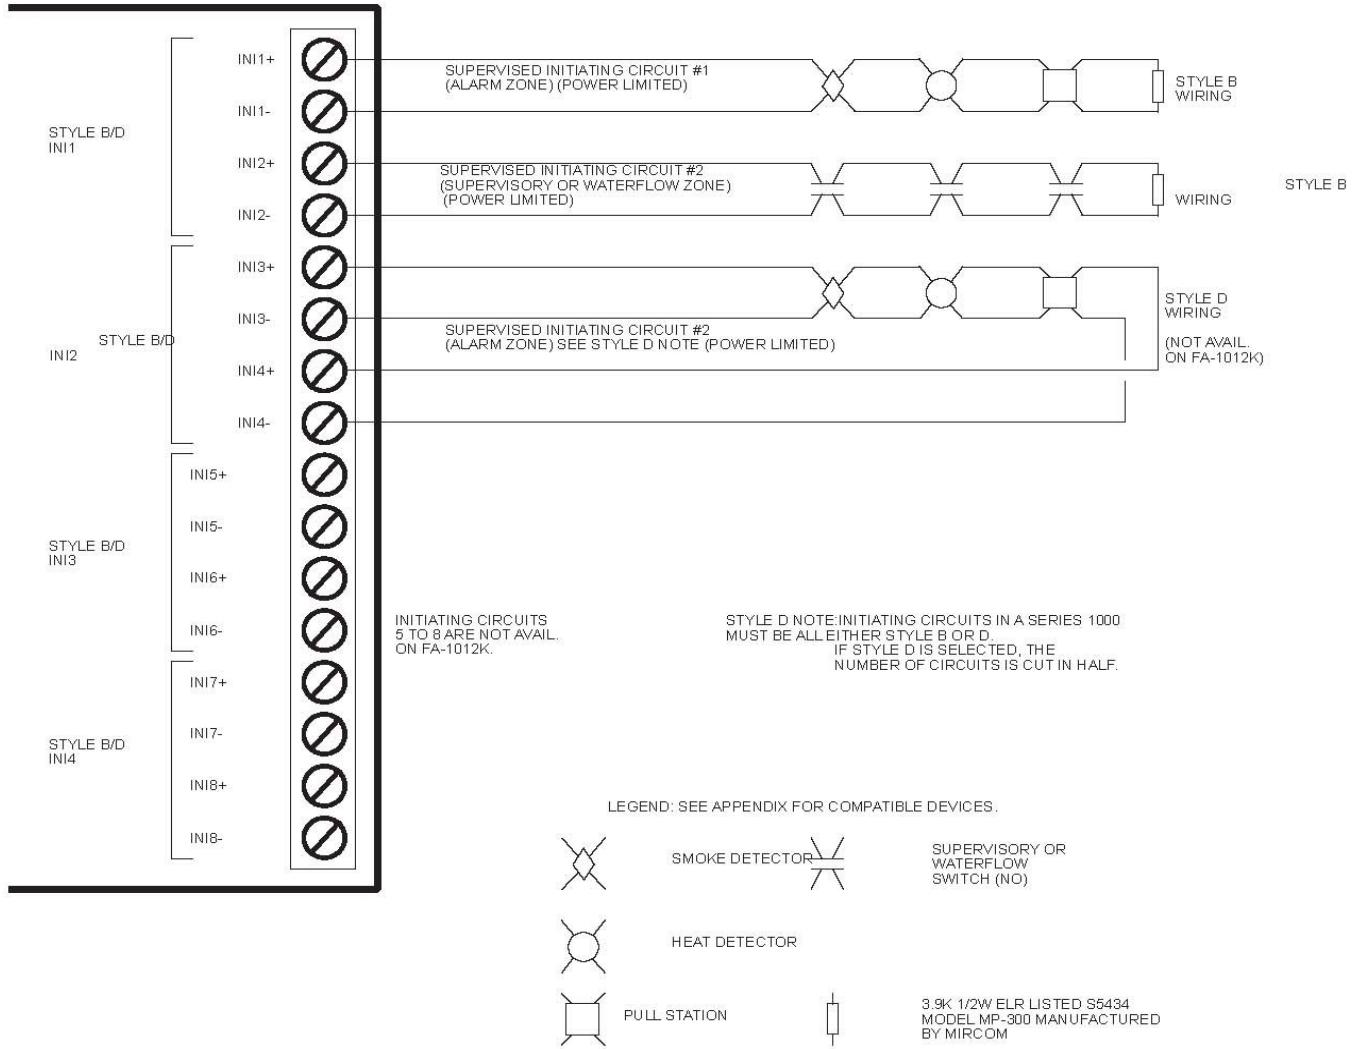 INI1+
SUPERVISED INITIATING CIRCUIT #1
(ALARM ZONE) (POWER LIMITED)
STYLE B
WIRING
INI1-
STYLE B/D
INI1
INI2+
SUPERVISED INITIATING CIRCUIT #2
(SUPERVISORY OR WATERFLOW ZONE)
(POWER LIMITED)
WIRING
STYLE B
INI2-
INI3+
STYLE D
WIRING
INI3-
SUPERVISED INITIATING CIRCUIT #2
(ALARM ZONE) SEE STYLE D NOTE (POWER LIMITED)
(NOT AVAIL.
ON FA-1012K)
STYLE B/D
INI2
INI4+
INI4-
INI5+
INI5-
STYLE B/D
INI3
INI6+
INI6-
INITIATING CIRCUITS
5 TO 8 ARE NOT AVAIL.
ON FA-1012K.
STYLE D NOTE:INITIATING CIRCUITS IN A SERIES 1000
MUST BE ALL EITHER STYLE B OR D.
IF STYLE D IS SELECTED, THE
NUMBER OF CIRCUITS IS CUT IN HALF.
INI7+
INI7-
STYLE B/D
INI4
INI8+
INI8-
LEGEND: SEE APPENDIX FOR COMPATIBLE DEVICES.
SMOKE DETECTOR
SUPERVISORY OR
WATERFLOW
SWITCH (NO)
HEAT DETECTOR
PULL STATION
3.9K 1/2W ELR LISTED S5434
MODEL MP-300 MANUFACTURED
BY MIRCOM